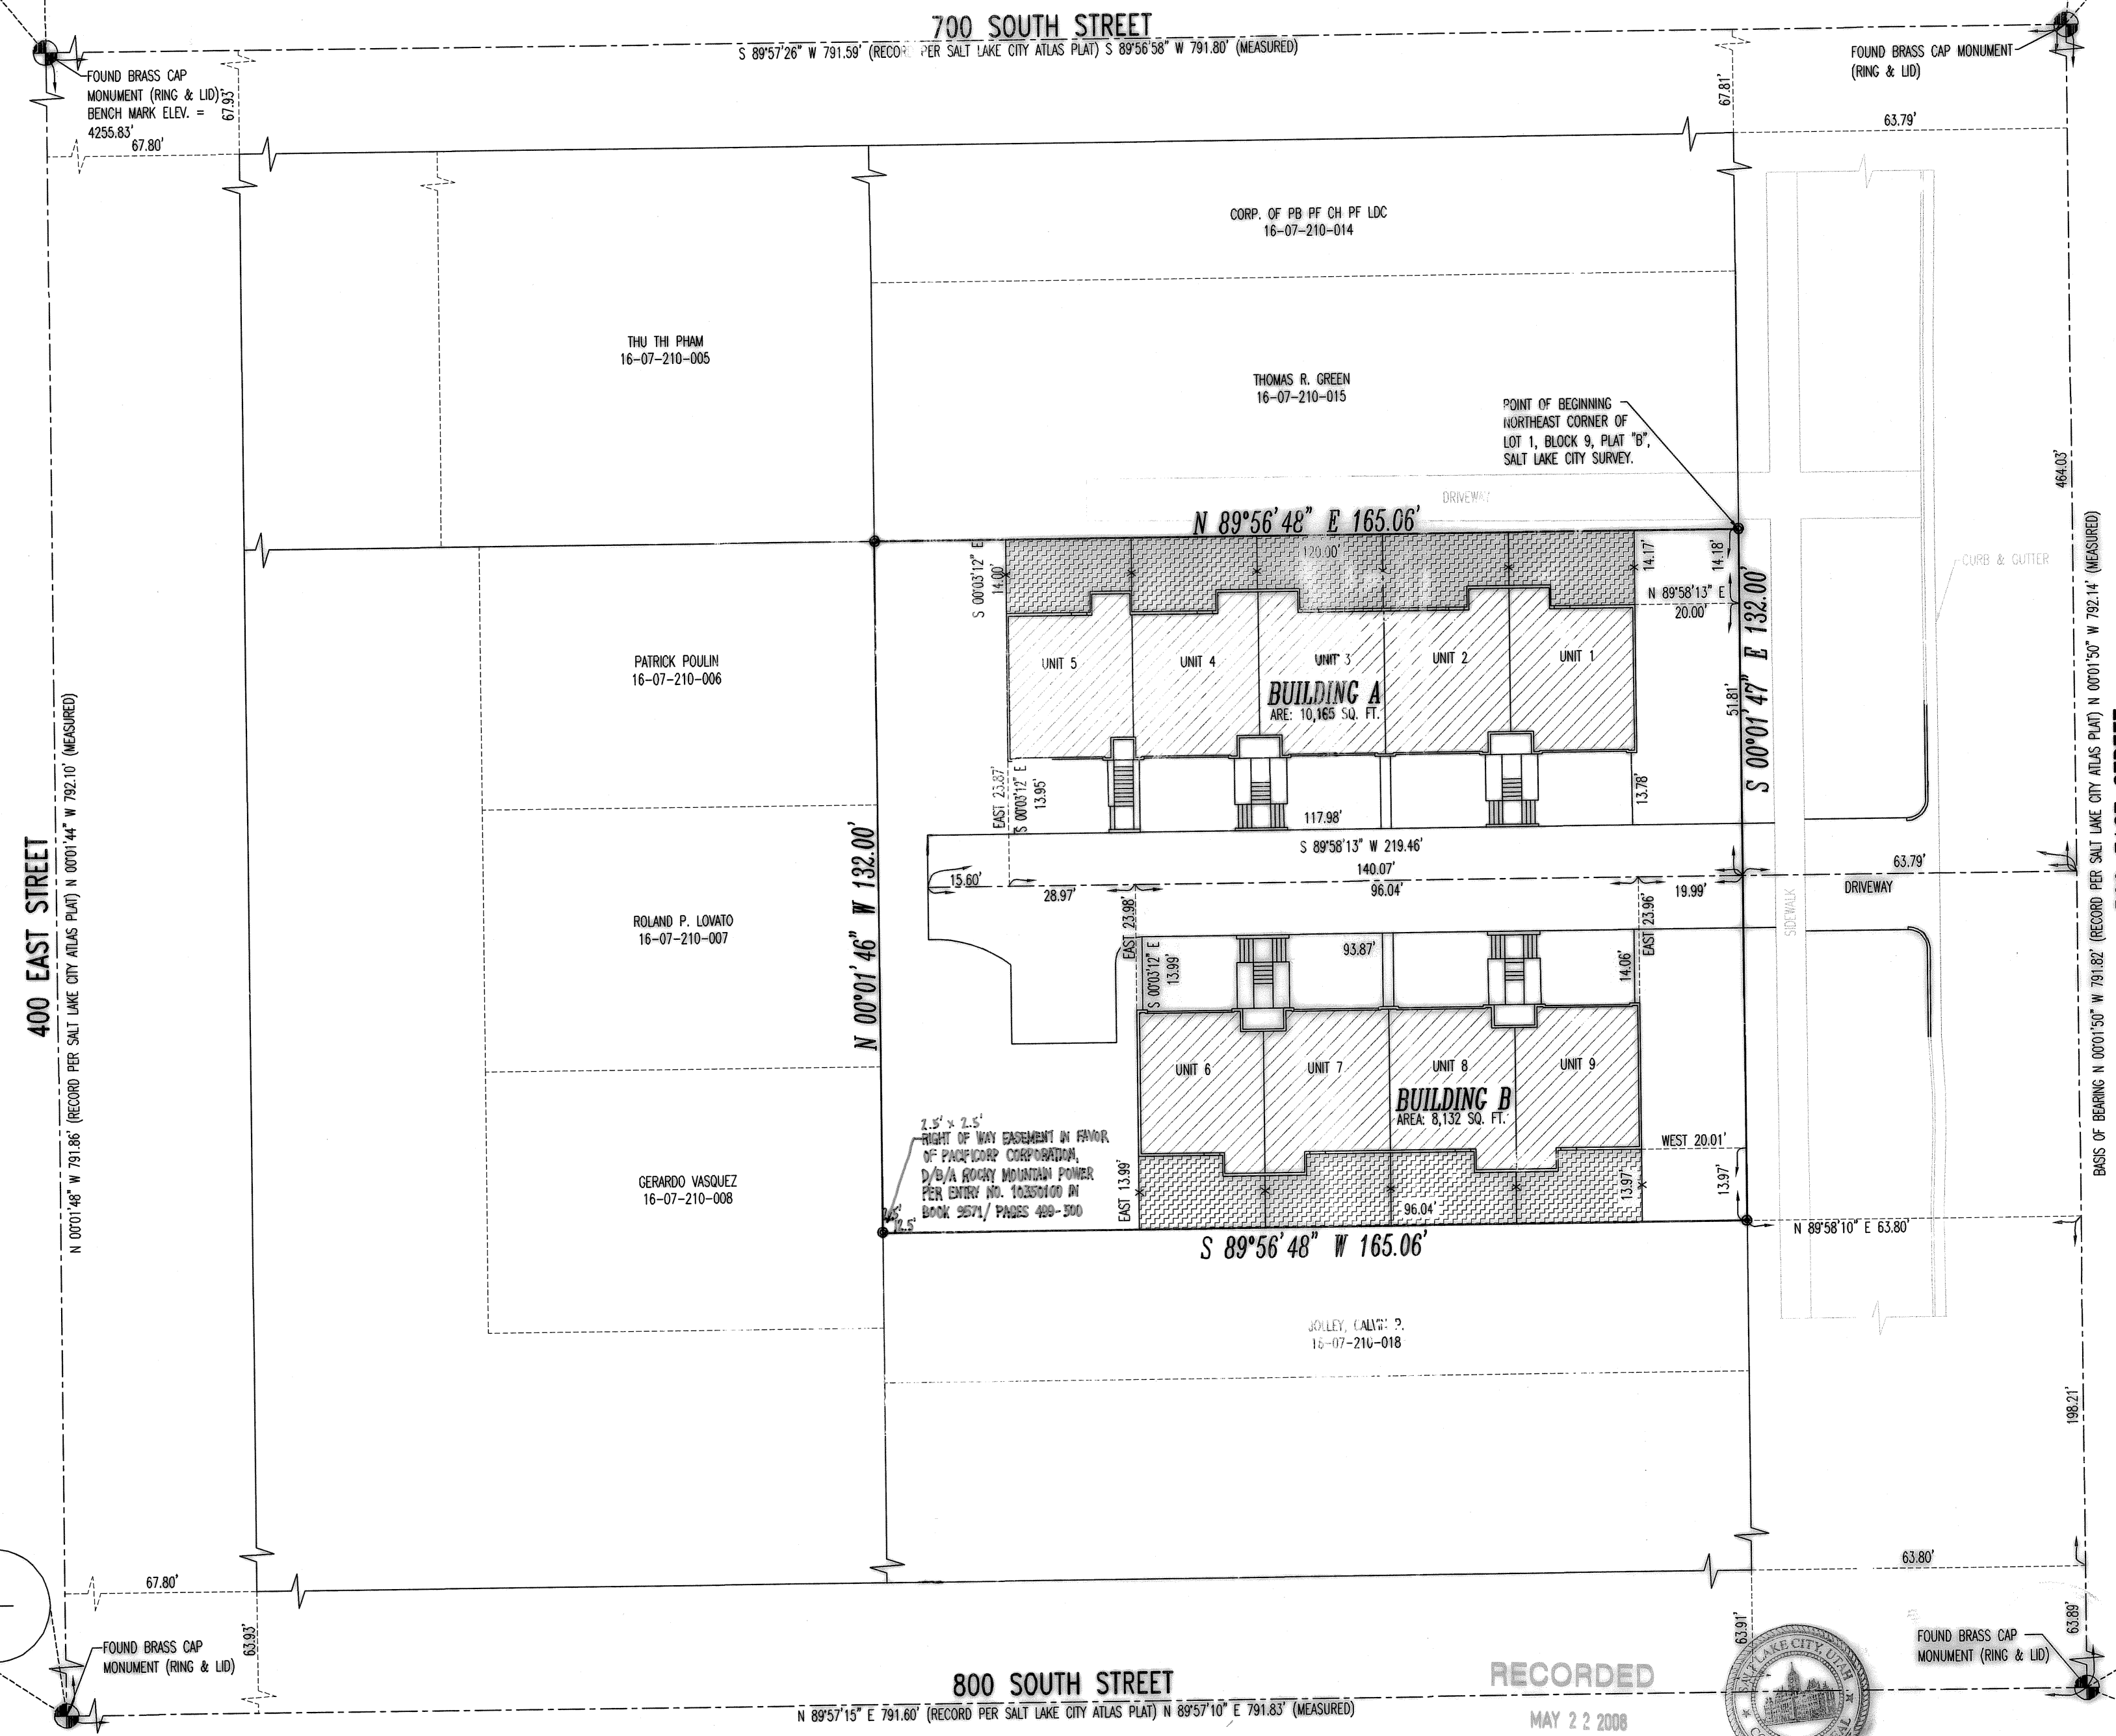 700 SOUTH STREET
S 89°57'26" W 791.59' (RECORD PER SALT LAKE CITY ATLAS PLAT) S 89°56'58" W 791.80' (MEASURED)
FOUND BRASS CAP
MONUMENT (RING & LID)
BENCH MARK ELEV. =
4255.83'
67.80'
67.93'
67.81'
FOUND BRASS CAP MONUMENT
(RING & LID)
63.79'
CORP. OF PB PF CH PF LDC
16-07-210-014
THU THI PHAM
16-07-210-005
THOMAS R. GREEN
16-07-210-015
POINT OF BEGINNING
NORTHEAST CORNER OF
LOT 1, BLOCK 9, PLAT "B",
SALT LAKE CITY SURVEY.
464.03'
DRIVEWAY
N 89°56'48" E 165.06'
120.00'
S 00°03'12" E
14.00'
14.17'
14.18'
N 89°58'13" E
20.00'
CURB & GUTTER
S 00°01'47" E 132.00'
51.81'
PATRICK POULIN
16-07-210-006
UNIT 5
UNIT 4
UNIT 3
UNIT 2
UNIT 1
BUILDING A
ARE: 10,165 SQ. FT.
EAST 23.87'
S 00°03'12" E
13.95'
13.78'
117.98'
S 89°58'13" W 219.46'
140.07'
15.60'
28.97'
96.04'
19.99'
63.79'
DRIVEWAY
SIDEWALK
400 EAST STREET
N 00°01'48" W 791.86' (RECORD PER SALT LAKE CITY ATLAS PLAT) N 00°01'44" W 792.10' (MEASURED)
N 00°01'46" W 132.00'
BASIS OF BEARING N 00°01'50" W 791.82' (RECORD PER SALT LAKE CITY ATLAS PLAT) N 00°01'50" W 792.14' (MEASURED)
ROLAND P. LOVATO
16-07-210-007
EAST 23.98'
S 00°03'12" E
13.99'
93.87'
14.06'
EAST 23.96'
UNIT 6
UNIT 7
UNIT 8
UNIT 9
BUILDING B
AREA: 8,132 SQ. FT.
2.5' x 2.5'
RIGHT OF WAY EASEMENT IN FAVOR
OF PACIFICORP CORPORATION,
D/B/A ROCKY MOUNTAIN POWER
PER ENTRY NO. 10350100 IN
BOOK 9571/ PAGES 499-500
2.5'
2.5'
GERARDO VASQUEZ
16-07-210-008
EAST 13.99'
96.04'
13.97'
WEST 20.01'
13.97'
N 89°58'10" E 63.80'
S 89°56'48" W 165.06'
JOLLEY, CALVIN P.
16-07-210-018
198.21'
67.80'
63.80'
63.93'
63.91'
63.89'
FOUND BRASS CAP
MONUMENT (RING & LID)
FOUND BRASS CAP
MONUMENT (RING & LID)
800 SOUTH STREET
N 89°57'15" E 791.60' (RECORD PER SALT LAKE CITY ATLAS PLAT) N 89°57'10" E 791.83' (MEASURED)
RECORDED
MAY 22 2008
SALT LAKE CITY, UTAH